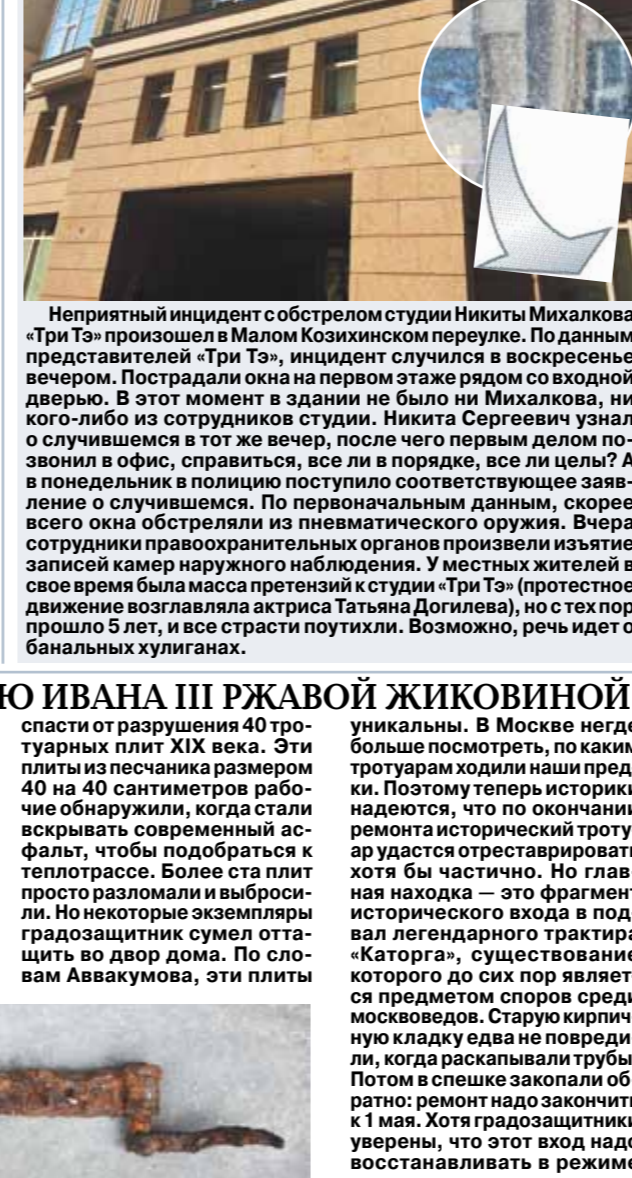 Неприятный инцидент с обстрелом студии Никиты Михалкова
«Три Тэ» произошел в Малом Козихинском переулке. По данным
представителей «Три Тэ», инцидент случился в воскресенье
вечером. Пострадали окна на первом этаже рядом со входной
дверью. В этот момент в здании не было ни Михалкова, ни
кого-либо из сотрудников студии. Никита Сергеевич узнал
о случившемся в тот же вечер, после чего первым делом по-
звонил в офис, справиться, все ли в порядке, все ли целы? А
в понедельник в полицию поступило соответствующее заяв-
ление о случившемся. По первоначальным данным, скорее
всего окна обстреляли из пневматического оружия. Вчера
сотрудники правоохранительных органов произвели изъятие
записей камер наружного наблюдения. У местных жителей в
свое время была масса претензий к студии «Три Тэ» (протестное
движение возглавляла актриса Татьяна Догилева), но с тех пор
прошло 5 лет, и все страсти поутихли. Возможно, речь идет о
банальных хулиганах.
Ю ИВАНА III РЖАВОЙ ЖИКОВИНОЙ
спасти от разрушения 40 тро-
туарных плит XIX века. Эти
плиты из песчаника размером
40 на 40 сантиметров рабо-
чие обнаружили, когда стали
вскрывать современный ас-
фальт, чтобы подобраться к
теплотрассе. Более ста плит
просто разломали и выброси-
ли. Но некоторые экземпляры
градозащитник сумел отта-
щить во двор дома. По сло-
вам Аввакумова, эти плиты
уникальны. В Москве негде
больше посмотреть, по каким
тротуарам ходили наши пред-
ки. Поэтому теперь историки
надеются, что по окончании
ремонта исторический троту-
ар удастся отреставрировать
хотя бы частично. Но глав-
ная находка — это фрагмент
исторического входа в под-
вал легендарного трактира
«Каторга», существование
которого до сих пор являет-
ся предметом споров среди
москвоведов. Старую кирпич-
ную кладку едва не повреди-
ли, когда раскапывали трубы.
Потом в спешке закопали об-
ратно: ремонт надо закончить
к 1 мая. Хотя градозащитники
уверены, что этот вход надо
восстанавливать в режиме